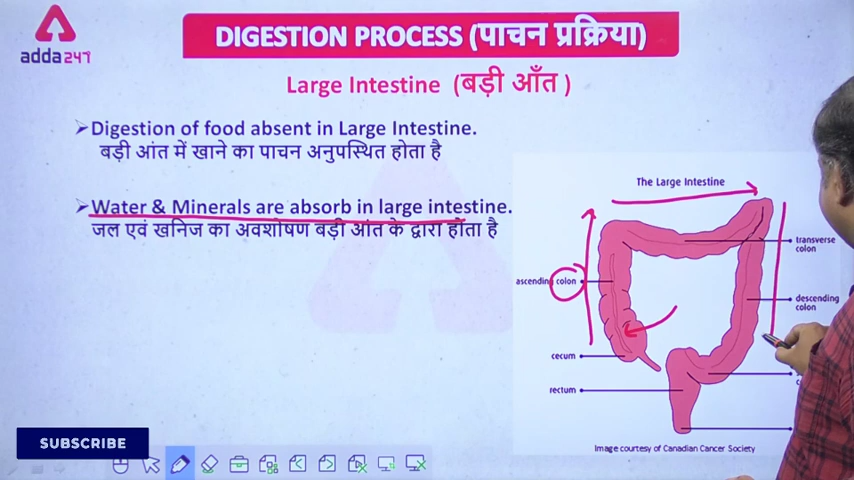 adda247
DIGESTION PROCESS (पाचन प्रक्रिया)
Large Intestine (बड़ी आँत )
➤Digestion of food absent in Large Intestine.
बड़ी आंत में खाने का पाचन अनुपस्थित होता है
➤Water & Minerals are absorb in large intestine.
जल एवं खनिज का अवशोषण बड़ी आंत के द्वारा होता है
The Large Intestine
transverse
colon
ascending colon
descending
colon
cecum
rectum
Image courtesy of Canadian Cancer Society
SUBSCRIBE